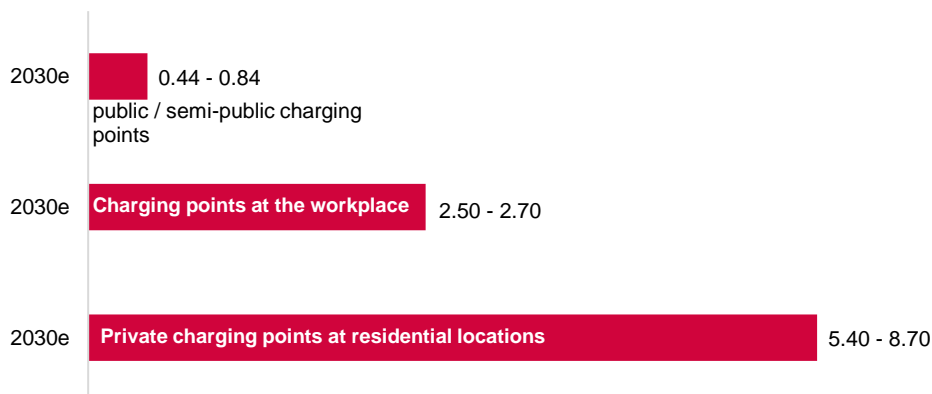 2030e
0.44 - 0.84
public / semi-public charging
points
2030e
Charging points at the workplace
2.50 - 2.70
2030e
Private charging points at residential locations
5.40 - 8.70